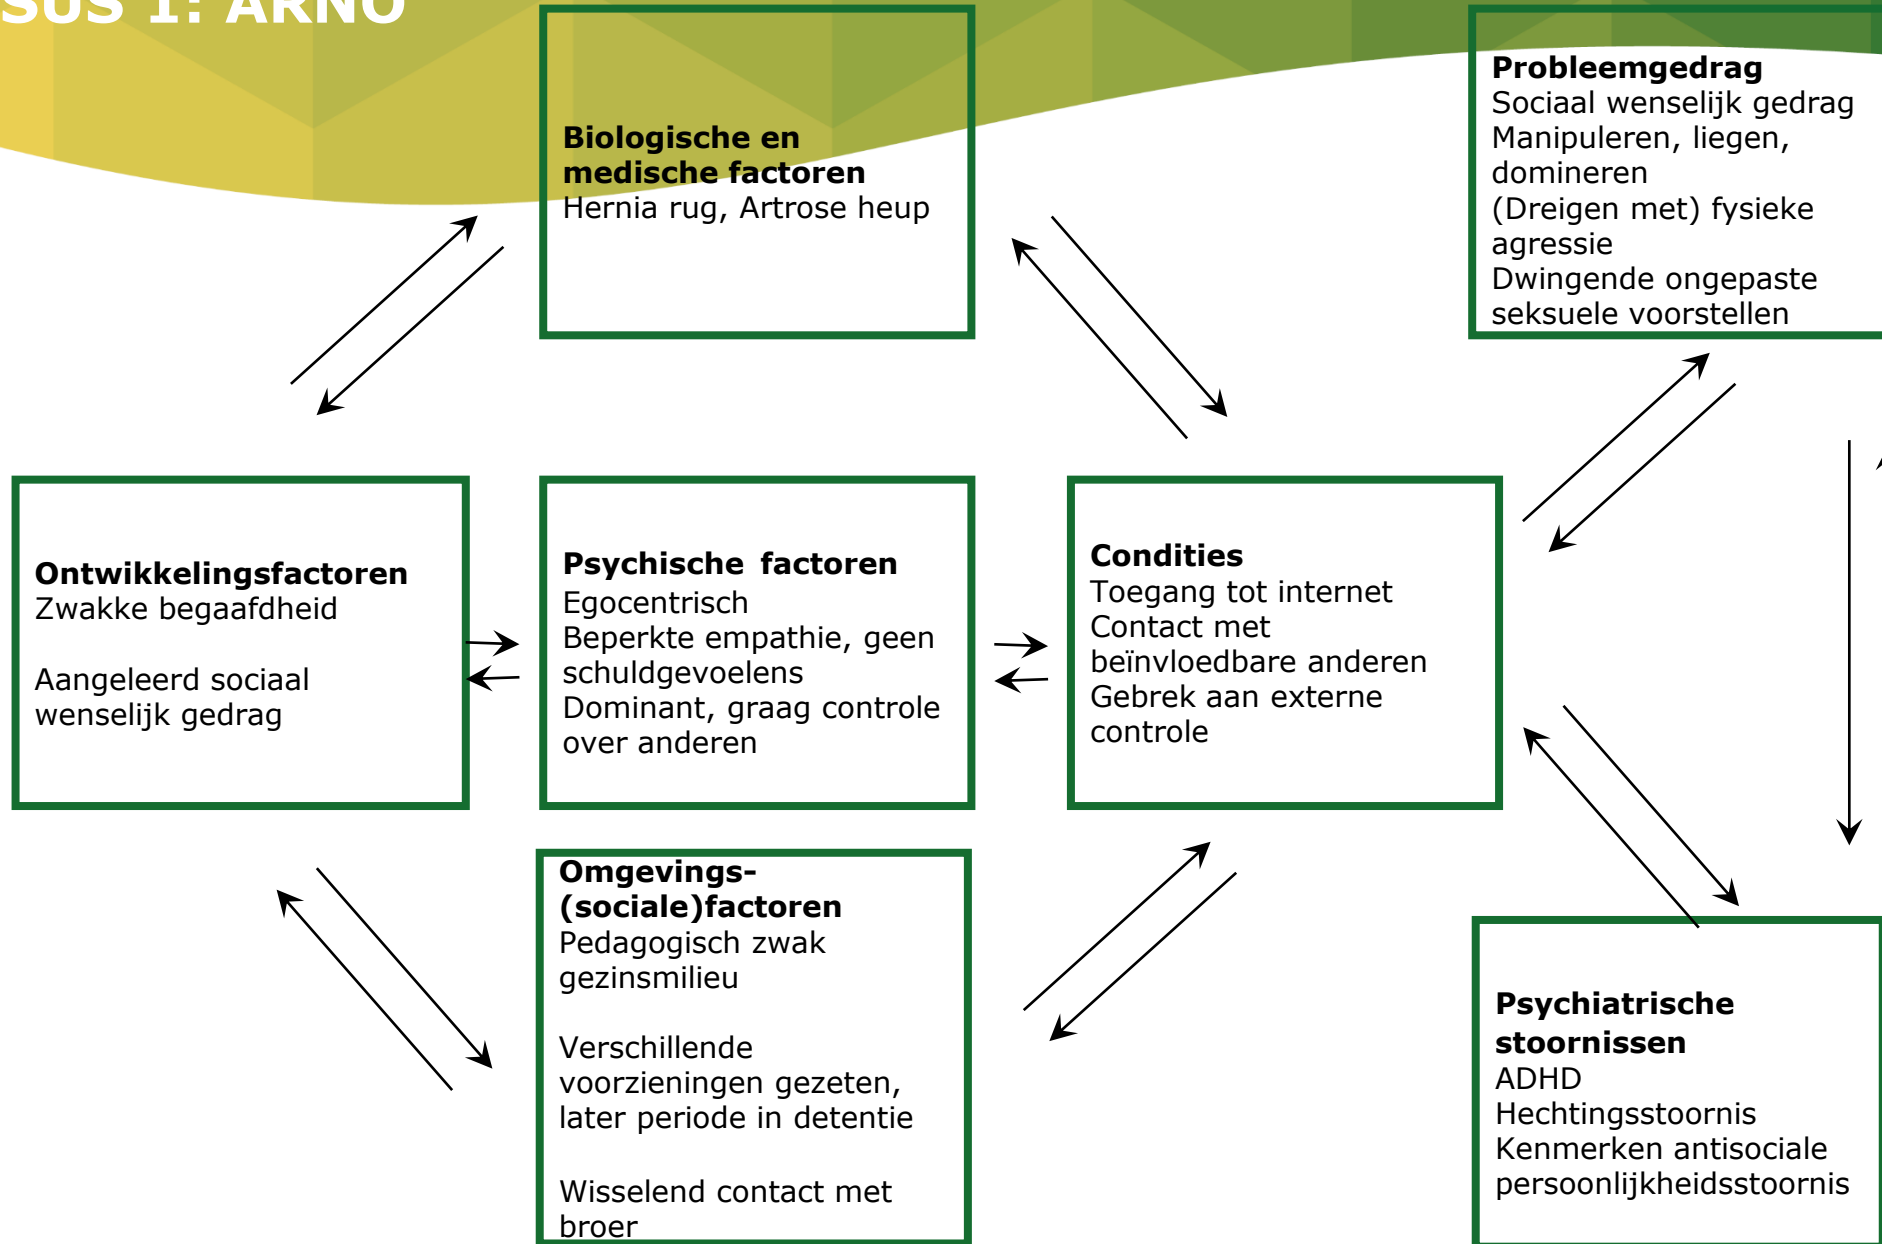 SUS 1: ARNO
Biologische en
medische factoren
Hernia rug, Artrose heup
Probleemgedrag
Sociaal wenselijk gedrag
Manipuleren, liegen,
domineren
(Dreigen met) fysieke
agressie
Dwingende ongepaste
seksuele voorstellen
Ontwikkelingsfactoren
Zwakke begaafdheid
Aangeleerd sociaal
wenselijk gedrag
Psychische factoren
Egocentrisch
Beperkte empathie, geen
schuldgevoelens
Dominant, graag controle
over anderen
Condities
Toegang tot internet
Contact met
beïnvloedbare anderen
Gebrek aan externe
controle
Omgevings-
(sociale)factoren
Pedagogisch zwak
gezinsmilieu
Verschillende
voorzieningen gezeten,
later periode in detentie
Wisselend contact met
broer
Psychiatrische
stoornissen
ADHD
Hechtingsstoornis
Kenmerken antisociale
persoonlijkheidsstoornis